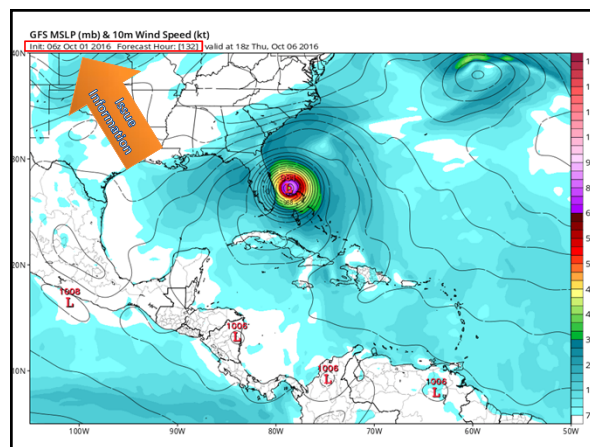 GFS MSLP (mb) & 10m Wind Speed (kt)
Init: 06z Oct 01 2016 Forecast Hour: [132] valid at 18z Thu, Oct 06 2016
40N
Issue
Information
30N
20N
1008
L
1006
L
10N
1006
L
1006
L
100W
90W
80W
70W
60W
50W